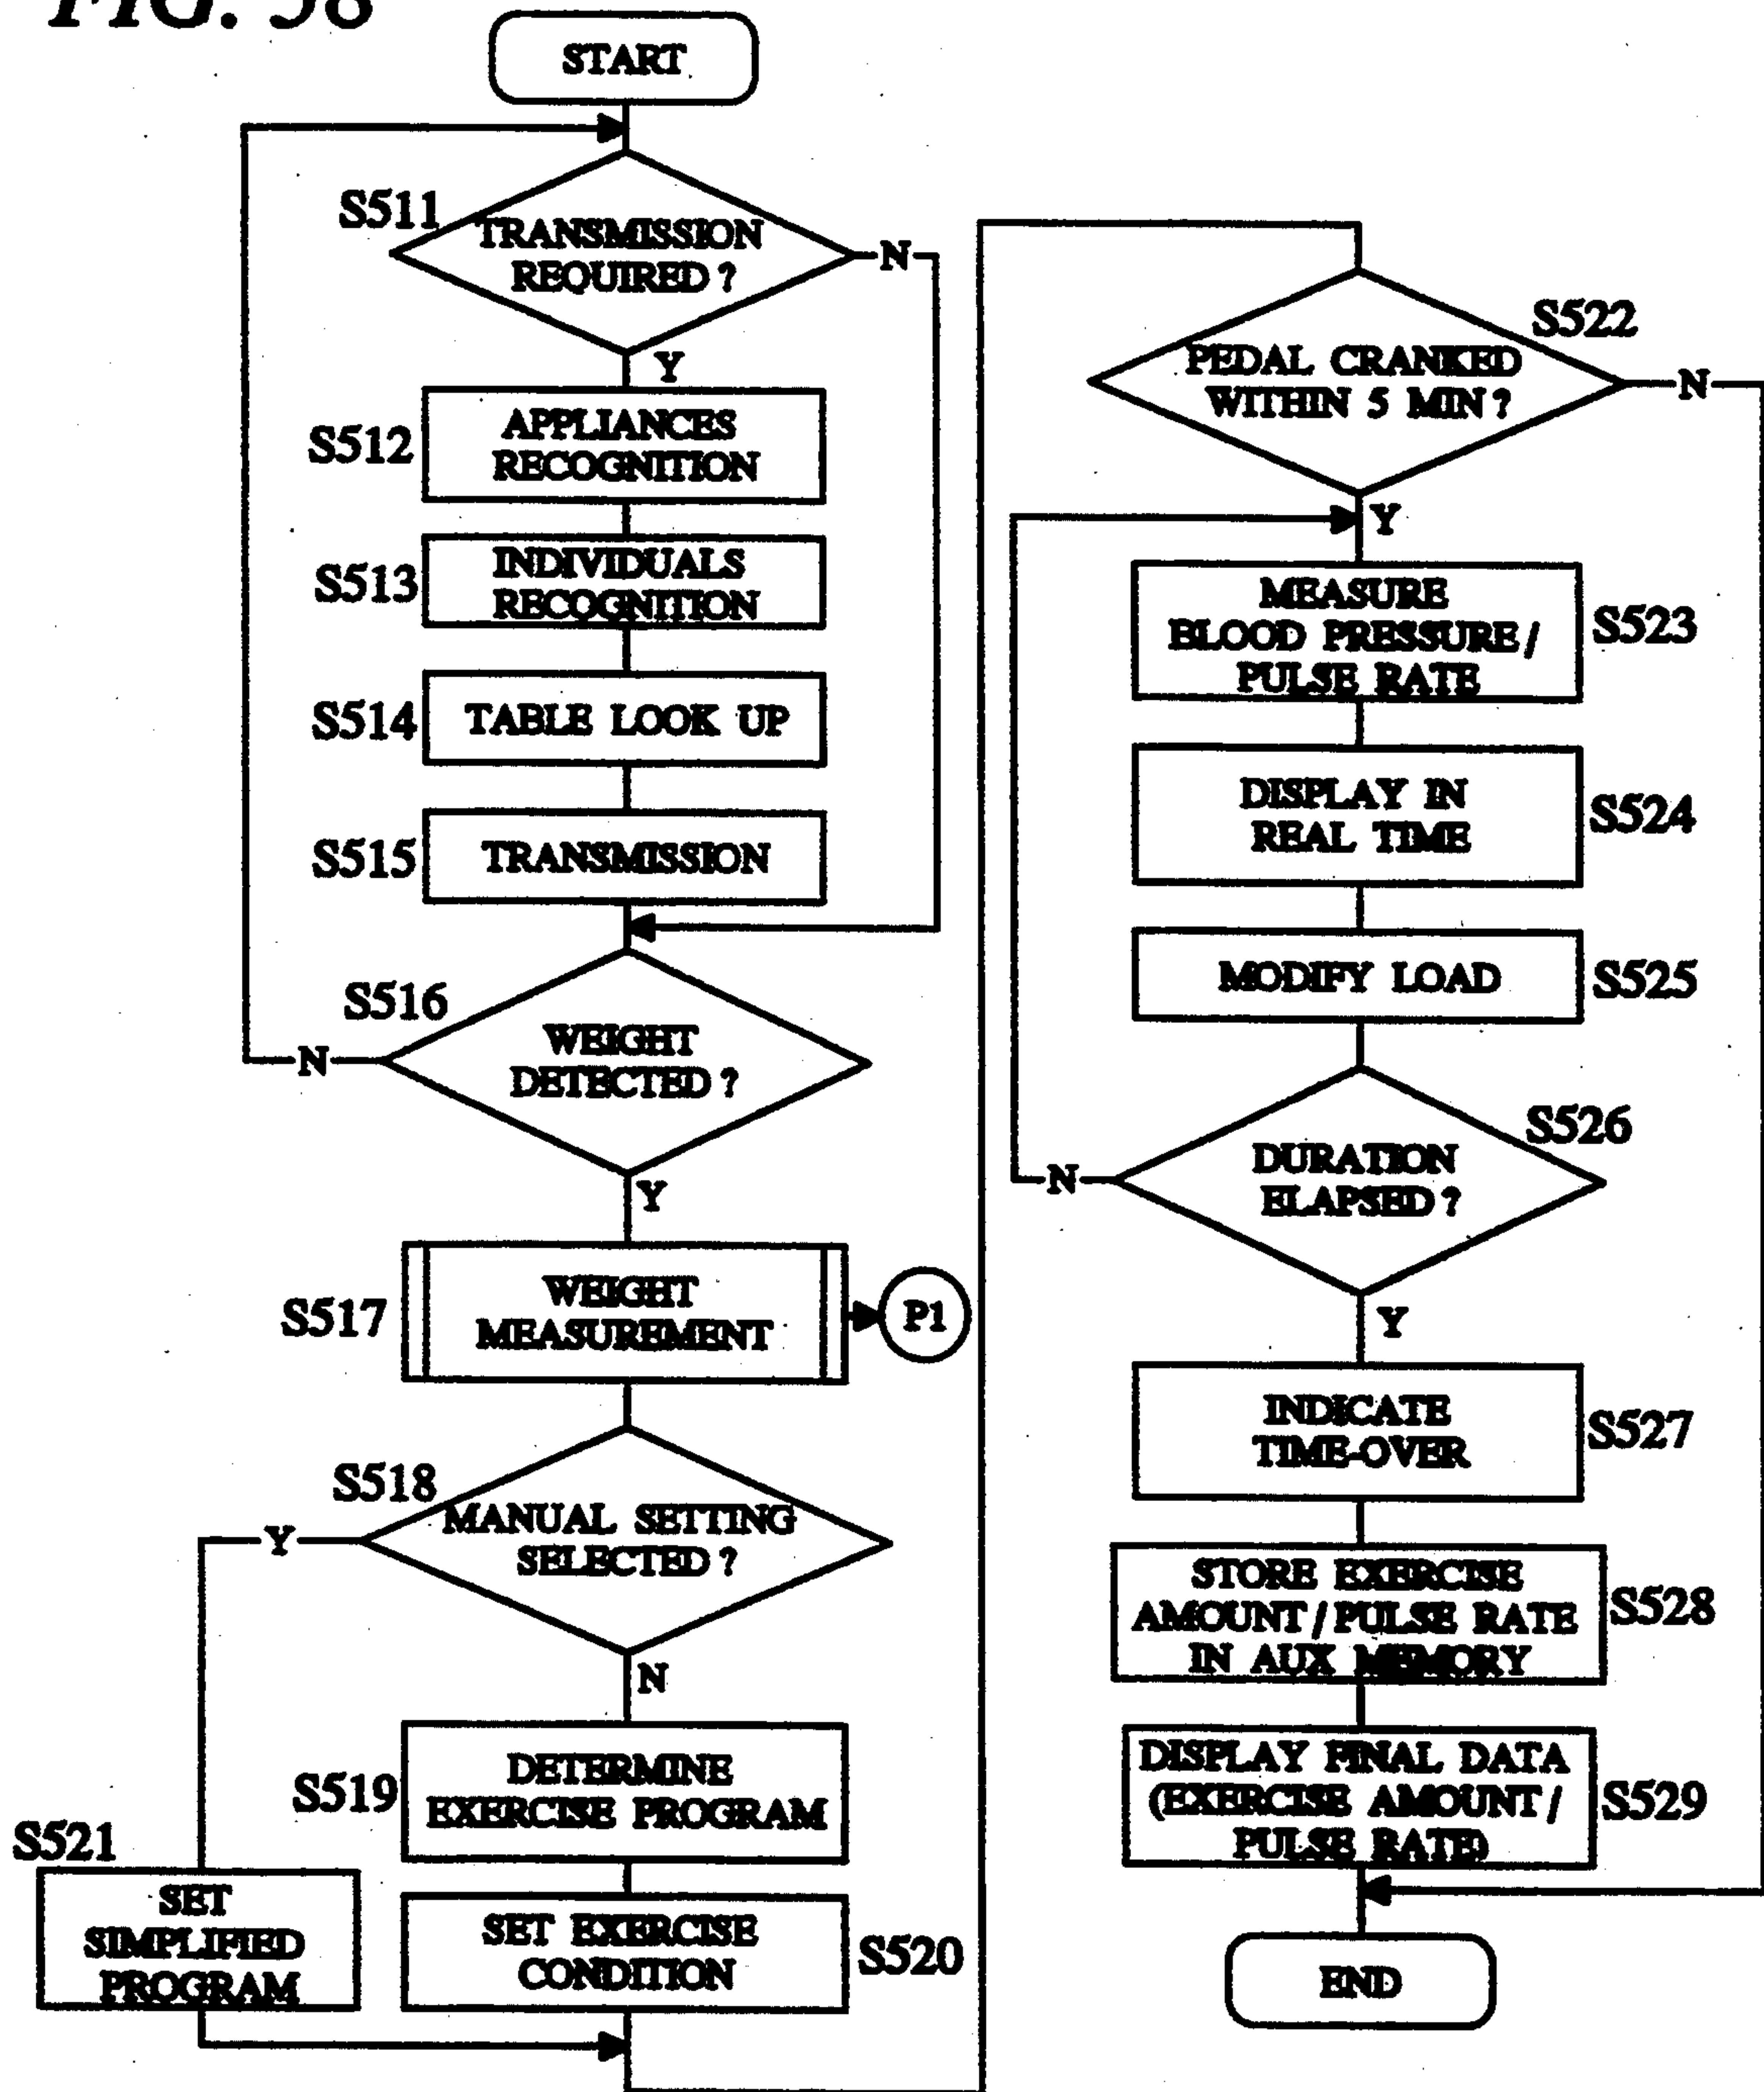 FIG. 38
START
S511
TRANSMISSION
REQUIRED ?
N
Y
S512
APPLIANCES
RECOGNITION
S513
INDIVIDUALS
RECOGNITION
S514
TABLE LOOK UP
S515
TRANSMISSION
S516
WEIGHT
DETECTED ?
N
Y
S517
WEIGHT
MEASUREMENT
P1
S518
MANUAL SETTING
SELECTED ?
Y
N
S519
DETERMINE
EXERCISE PROGRAM
S521
SET
SIMPLIFIED
PROGRAM
SET EXERCISE
CONDITION
S520
S522
PEDAL CRANKED
WITHIN 5 MIN ?
N
Y
MEASURE
BLOOD PRESSURE /
PULSE RATE
S523
DISPLAY IN
REAL TIME
S524
MODIFY LOAD
S525
S526
DURATION
ELAPSED ?
N
Y
INDICATE
TIME-OVER
S527
STORE EXERCISE
AMOUNT / PULSE RATE
IN AUX MEMORY
S528
DISPLAY FINAL DATA
(EXERCISE AMOUNT /
PULSE RATE)
S529
END